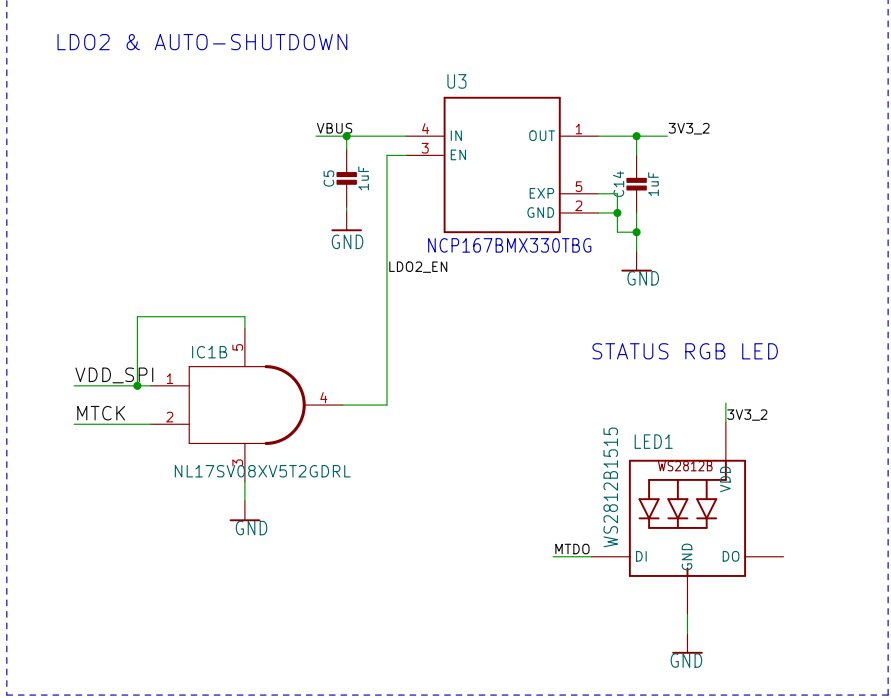 LDO2 & AUTO-SHUTDOWN
U3
VBUS
4
IN
OUT
1
3V3_2
3
EN
C5
1uF
EXP
5
C14
1uF
GND
2
GND
NCP167BMX330TBG
LDO2_EN
GND
IC1B
5
STATUS RGB LED
VDD_SPI
1
4
MTCK
2
3V3_2
LED1
WS2812B
VDD
WS2812B1515
3
NL17SV08XV5T2GDRL
GND
MTDO
DI
GND
DO
GND